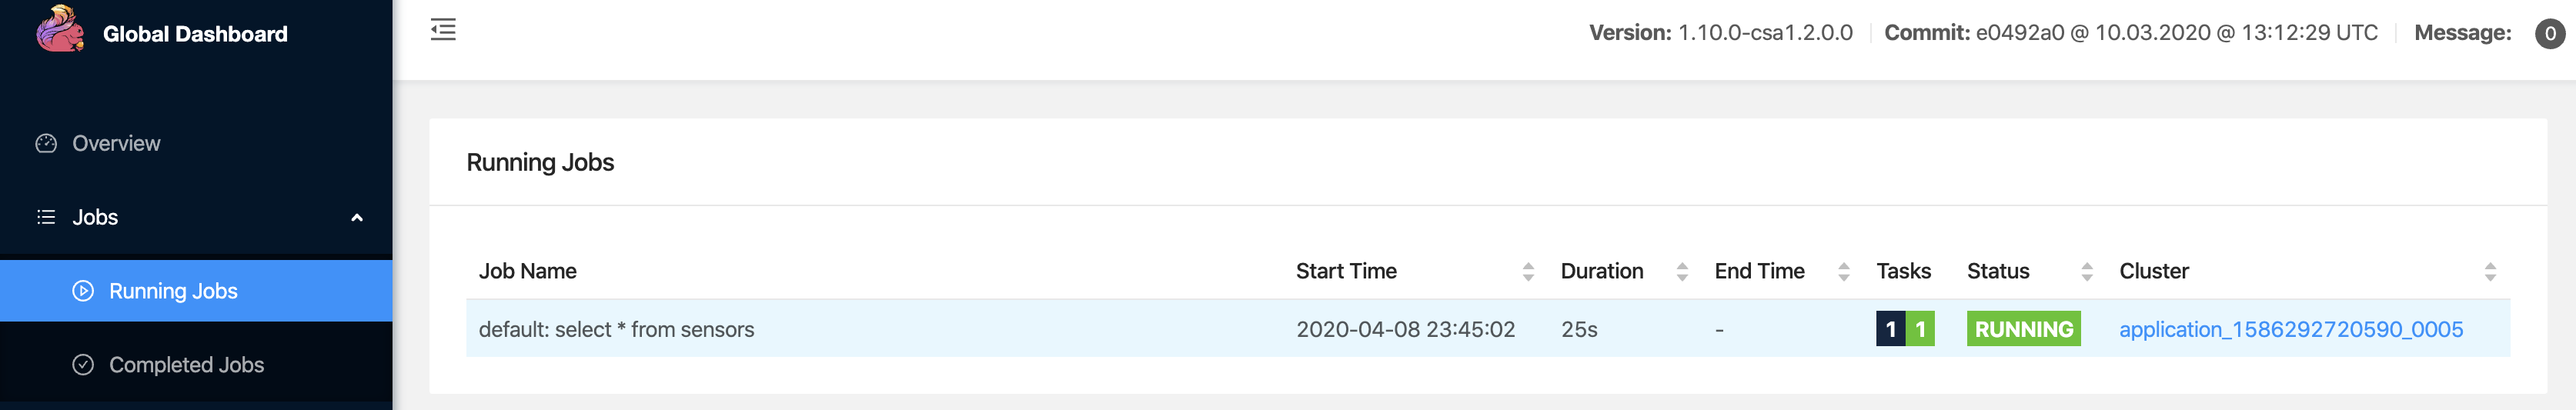 Global Dashboard
Version: 1.10.0-csa1.2.0.0 Commit: e0492a0 @ 10.03.2020 @ 13:12:29 UTC Message: 0
Overview
Jobs
Running Jobs
Completed Jobs
Running Jobs
Job Name Start Time Duration End Time Tasks Status Cluster
default: select * from sensors 2020-04-08 23:45:02 25s - 1 1 RUNNING application_1586292720590_0005